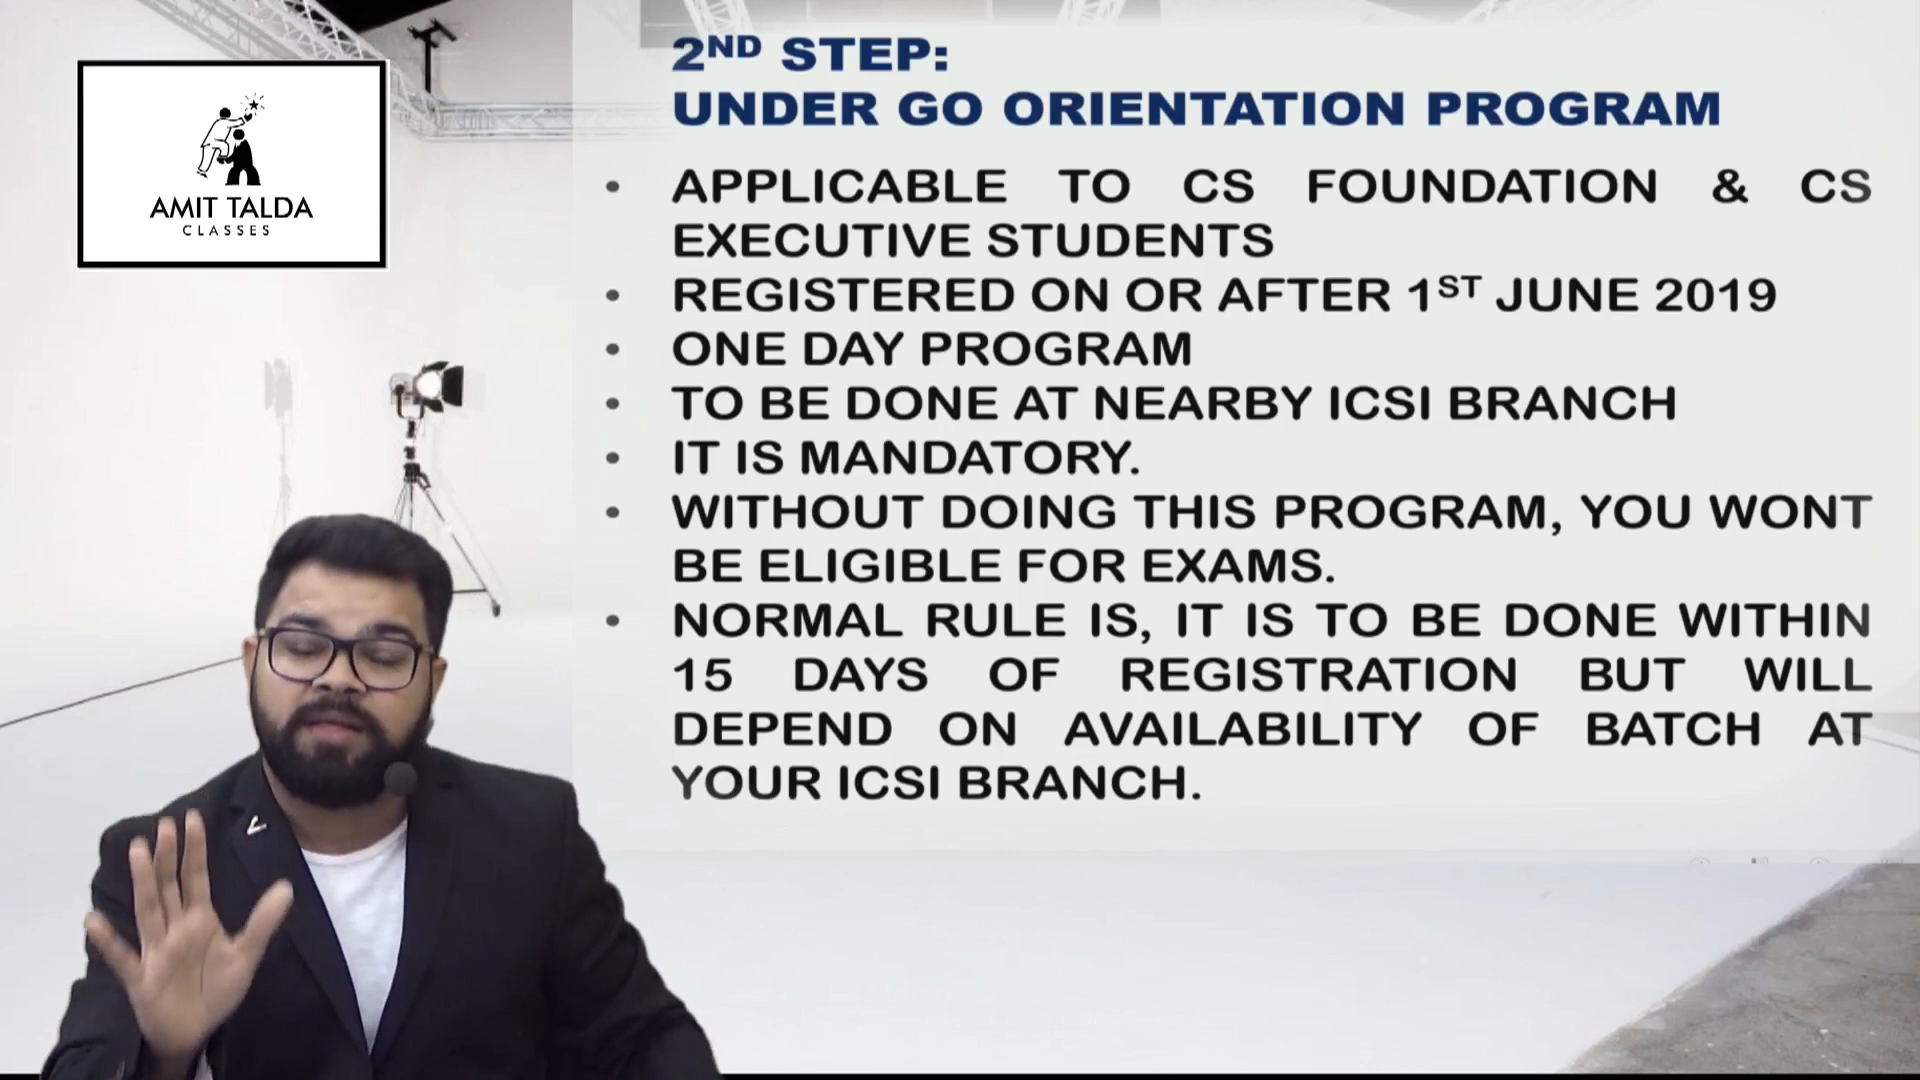 AMIT TALDA
CLASSES
2ND STEP:
UNDER GO ORIENTATION PROGRAM
• APPLICABLE TO CS FOUNDATION & CS
EXECUTIVE STUDENTS
• REGISTERED ON OR AFTER 1ST JUNE 2019
• ONE DAY PROGRAM
• TO BE DONE AT NEARBY ICSI BRANCH
• IT IS MANDATORY.
• WITHOUT DOING THIS PROGRAM, YOU WONT
BE ELIGIBLE FOR EXAMS.
• NORMAL RULE IS, IT IS TO BE DONE WITHIN
15 DAYS OF REGISTRATION BUT WILL
DEPEND ON AVAILABILITY OF BATCH AT
YOUR ICSI BRANCH.